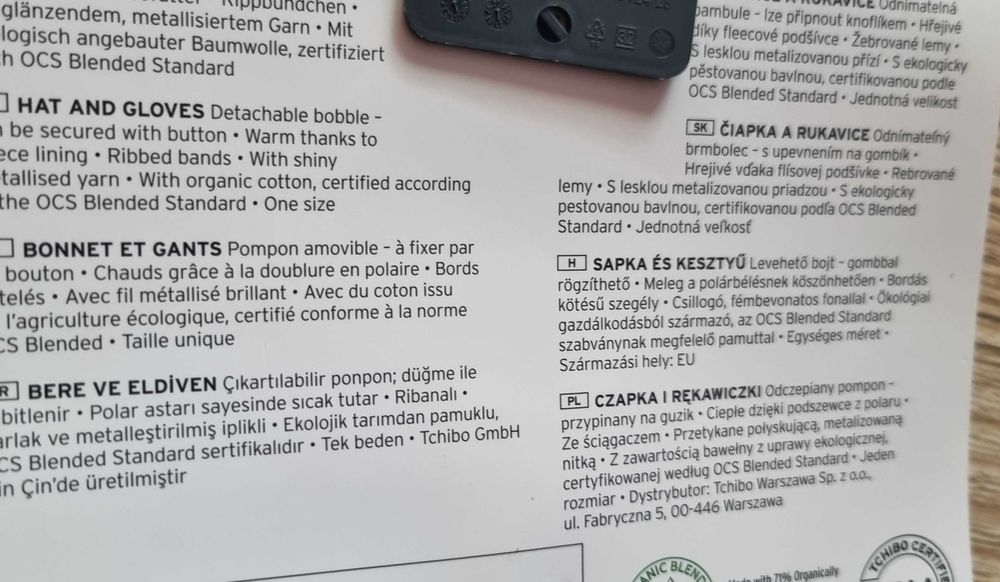 Rippbündchen •
glänzendem, metallisiertem Garn • Mit
ologisch angebauter Baumwolle, zertifiziert
ch OCS Blended Standard
HAT AND GLOVES Detachable bobble –
n be secured with button • Warm thanks to
ece lining • Ribbed bands • With shiny
etallised yarn • With organic cotton, certified according
the OCS Blended Standard • One size
BONNET ET GANTS Pompon amovible – à fixer par
bouton • Chauds grâce à la doublure en polaire • Bords
telés • Avec fil métallisé brillant • Avec du coton issu
l'agriculture écologique, certifié conforme à la norme
CS Blended • Taille unique
R BERE VE ELDİVEN Çıkartılabilir ponpon; düğme ile
bitlenir • Polar astarı sayesinde sıcak tutar • Ribanalı •
arlak ve metalleştirilmiş iplikli • Ekolojik tarımdan pamuklu,
CS Blended Standard sertifikalıdır • Tek beden • Tchibo GmbH
in Çin'de üretilmiştir
A RUKAVICE Odnímatelná
bambule - lze připnout knoflíkem • Hřejivé
díky fleecové podšívce • Žebrované lemy •
S lesklou metalizovanou přízí • S ekologicky
pěstovanou bavlnou, certifikovanou podle
OCS Blended Standard • Jednotná velikost
SK ČIAPKA A RUKAVICE Odnímateľný
brmbolec – s upevnením na gombík •
Hrejivé vďaka flísovej podšívke • Rebrované
lemy • S lesklou metalizovanou priadzou • S ekologicky
pestovanou bavlnou, certifikovanou podľa OCS Blended
Standard • Jednotná veľkosť
H SAPKA ÉS KESZTYŰ Levehető bojt – gombbal
rögzíthető • Meleg a polárbélésnek köszönhetően • Bordás
kötésű szegély • Csillogó, fémbevonatos fonallal • Ökológiai
gazdálkodásból származó, az OCS Blended Standard
szabványnak megfelelő pamuttal • Egységes méret •
Származási hely: EU
PL CZAPKA I RĘKAWICZKI Odczepiany pompon –
przypinany na guzik • Ciepłe dzięki podszewce z polaru •
Ze ściągaczem • Przetykane połyskującą, metalizowaną
nitką • Z zawartością bawełny z uprawy ekologicznej,
certyfikowanej według OCS Blended Standard • Jeden
rozmiar • Dystrybutor: Tchibo Warszawa Sp. z o.o.,
ul. Fabryczna 5, 00-446 Warszawa
ANIC BLEND
Made with 71% Organically
TCHIBO CERTIFIE